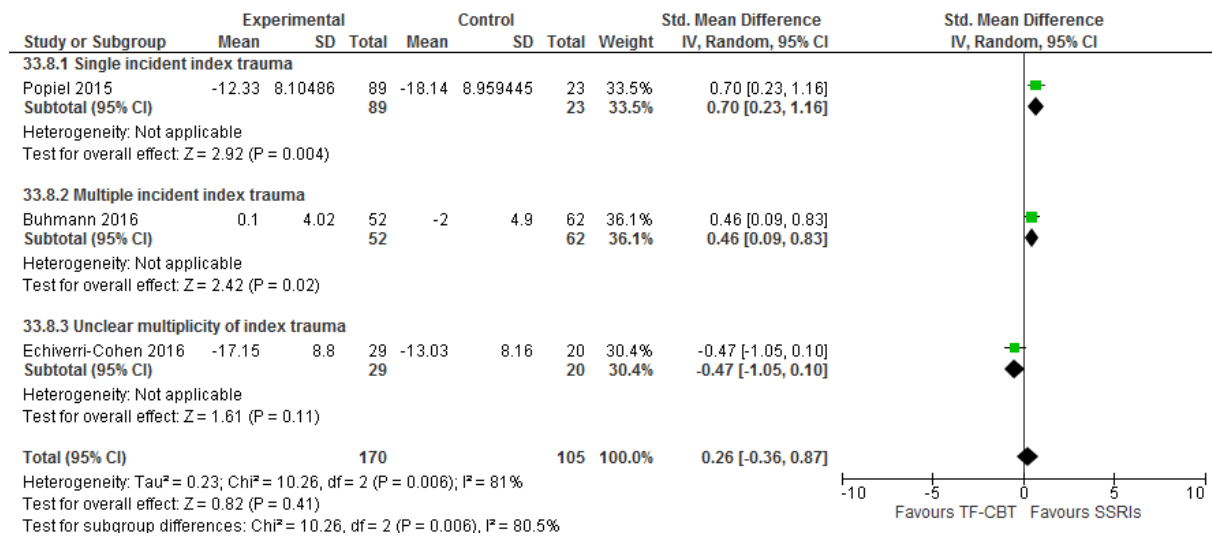 Experimental Control Std. Mean Difference Std. Mean Difference
Study or Subgroup Mean SD Total Mean SD Total Weight IV, Random, 95% CI IV, Random, 95% CI
33.8.1 Single incident index trauma
Popiel 2015 -12.33 8.10486 89 -18.14 8.959445 23 33.5% 0.70 [0.23, 1.16]
Subtotal (95% CI) 89 23 33.5% 0.70 [0.23, 1.16]
Heterogeneity: Not applicable
Test for overall effect: Z = 2.92 (P = 0.004)
33.8.2 Multiple incident index trauma
Buhmann 2016 0.1 4.02 52 -2 4.9 62 36.1% 0.46 [0.09, 0.83]
Subtotal (95% CI) 52 62 36.1% 0.46 [0.09, 0.83]
Heterogeneity: Not applicable
Test for overall effect: Z = 2.42 (P = 0.02)
33.8.3 Unclear multiplicity of index trauma
Echiverri-Cohen 2016 -17.15 8.8 29 -13.03 8.16 20 30.4% -0.47 [-1.05, 0.10]
Subtotal (95% CI) 29 20 30.4% -0.47 [-1.05, 0.10]
Heterogeneity: Not applicable
Test for overall effect: Z = 1.61 (P = 0.11)
Total (95% CI) 170 105 100.0% 0.26 [-0.36, 0.87]
Heterogeneity: Tau² = 0.23; Chi² = 10.26, df = 2 (P = 0.006); I² = 81%
Test for overall effect: Z = 0.82 (P = 0.41)
Test for subgroup differences: Chi² = 10.26, df = 2 (P = 0.006), I² = 80.5%
-10 -5 0 5 10
Favours TF-CBT Favours SSRIs